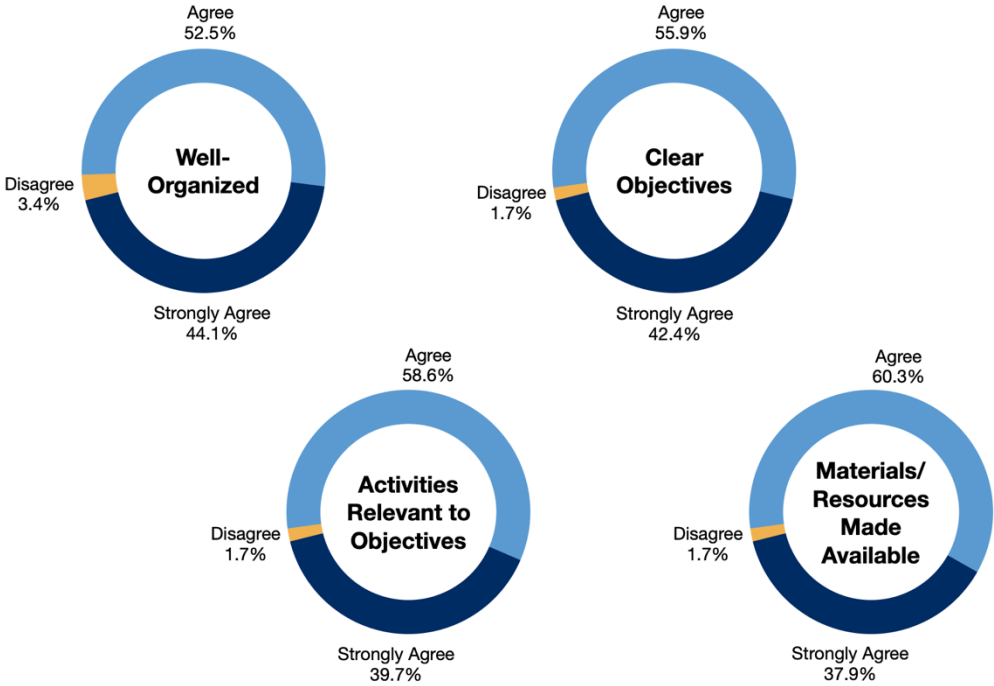 Agree
52.5%
Well-
Organized
Disagree
3.4%
Strongly Agree
44.1%
Agree
55.9%
Clear
Objectives
Disagree
1.7%
Strongly Agree
42.4%
Agree
58.6%
Activities
Relevant to
Objectives
Disagree
1.7%
Strongly Agree
39.7%
Agree
60.3%
Materials/
Resources
Made
Available
Disagree
1.7%
Strongly Agree
37.9%